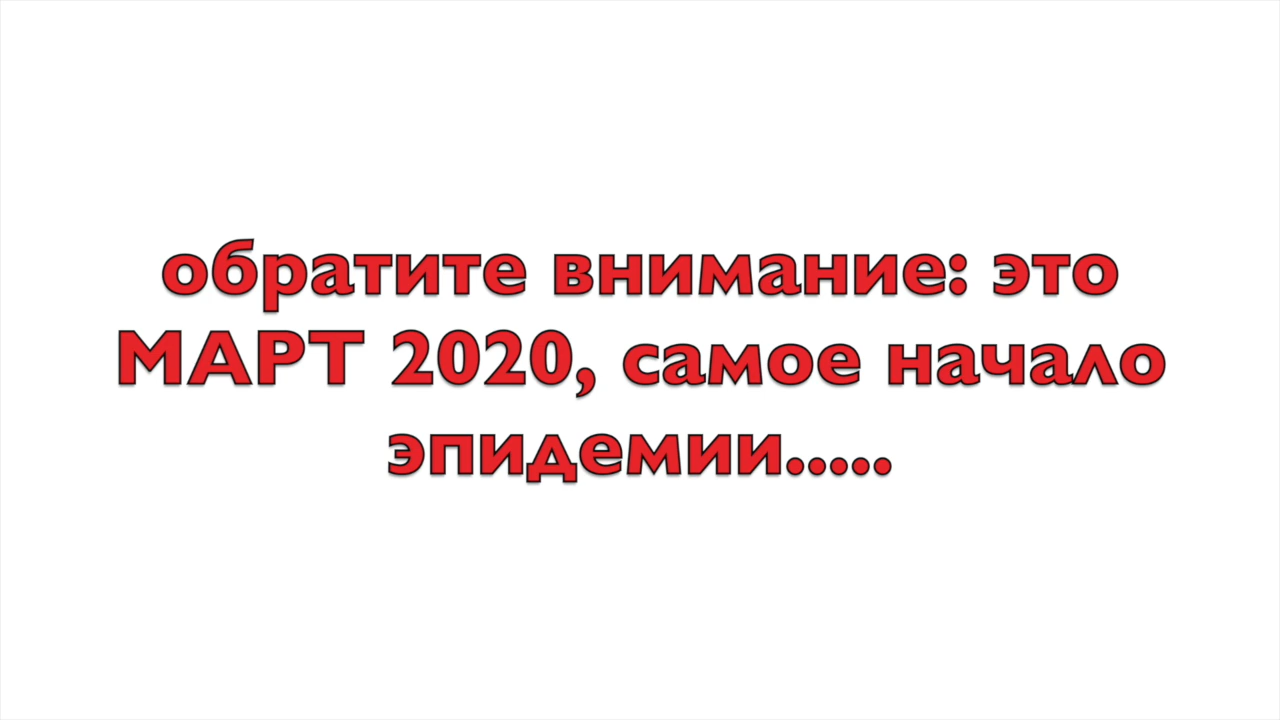 обратите внимание: это
МАРТ 2020, самое начало
эпидемии.....